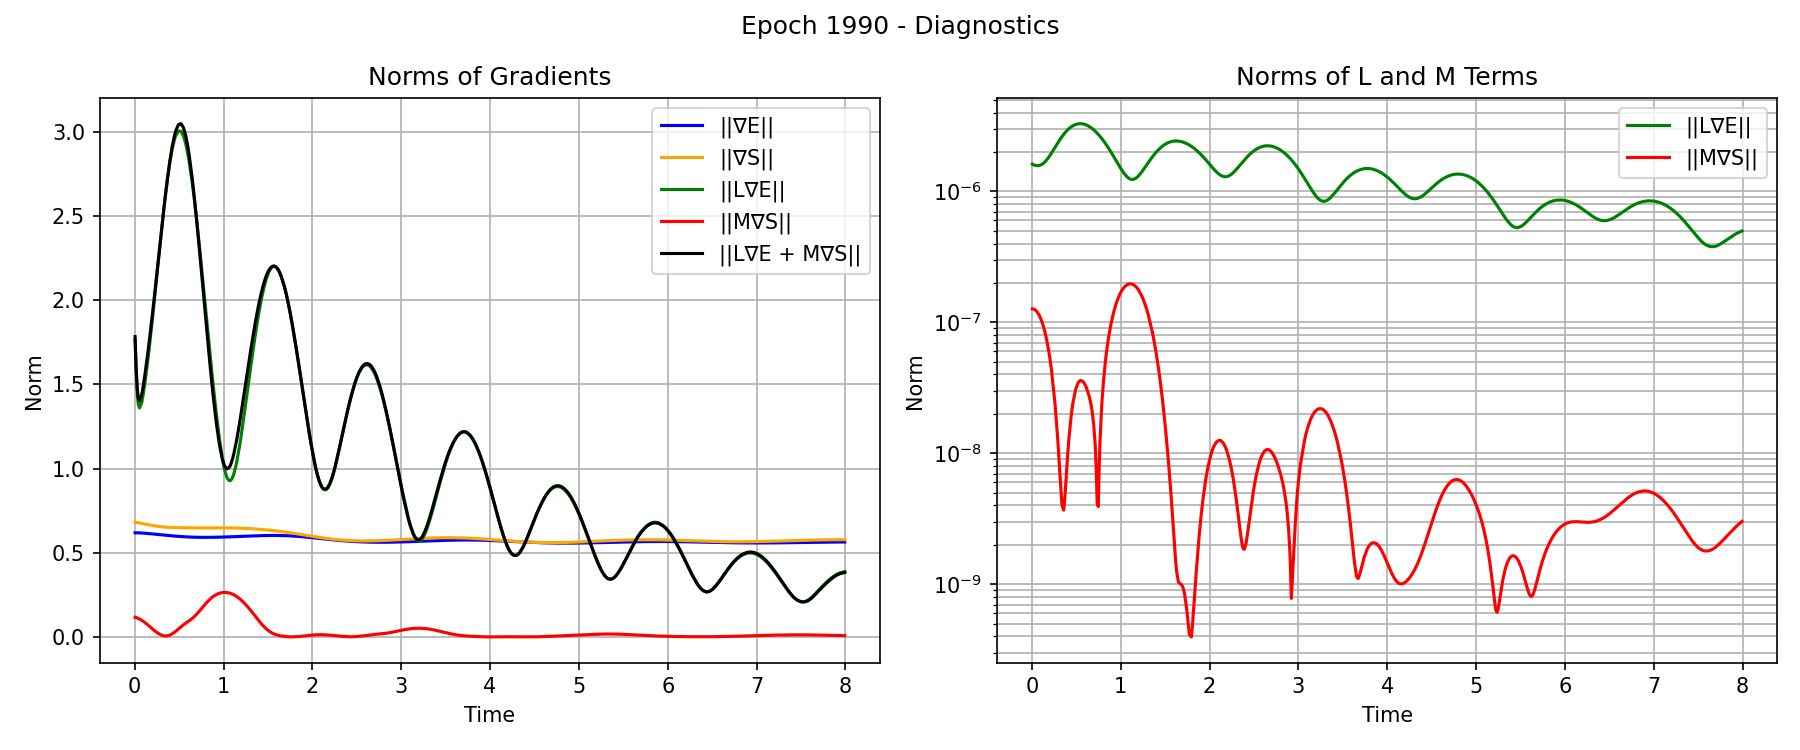 Epoch 1990 - Diagnostics
Norms of Gradients
3.0
2.5
2.0
1.5
1.0
0.5
0.0
Norm
||∇E||
||∇S||
||L∇E||
||M∇S||
||L∇E + M∇S||
0 1 2 3 4 5 6 7 8
Time
Norms of L and M Terms
10⁻⁶
10⁻⁷
10⁻⁸
10⁻⁹
Norm
||L∇E||
||M∇S||
0 1 2 3 4 5 6 7 8
Time